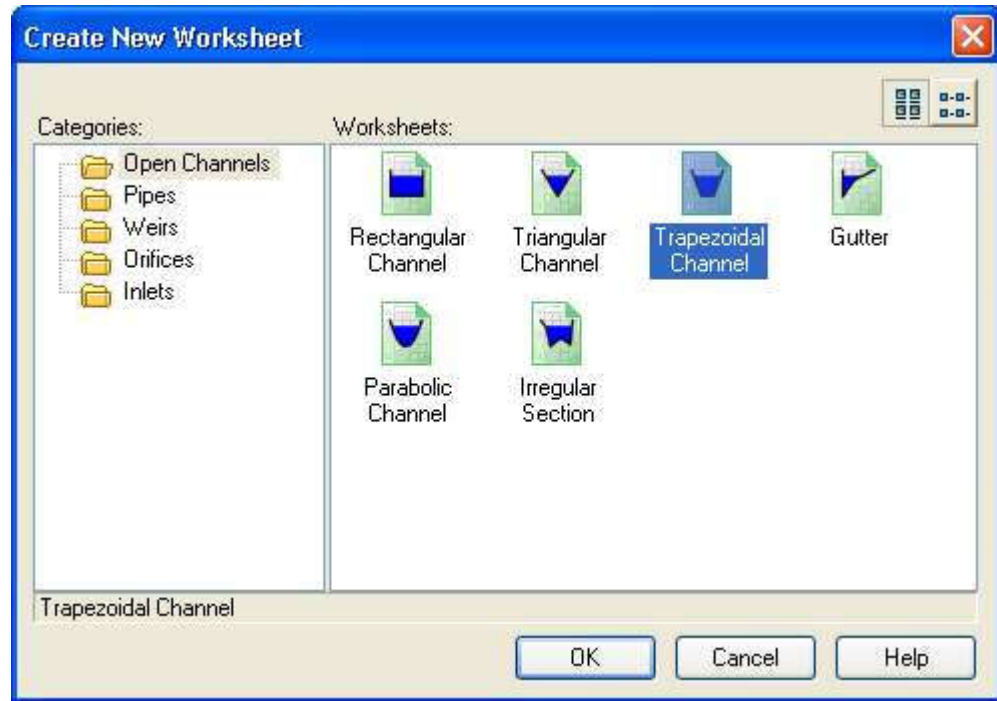 Create New Worksheet
Categories:
Worksheets:
Open Channels
Pipes
Weirs
Orifices
Inlets
Rectangular
Channel
Triangular
Channel
Trapezoidal
Channel
Gutter
Parabolic
Channel
Irregular
Section
Trapezoidal Channel
OK
Cancel
Help